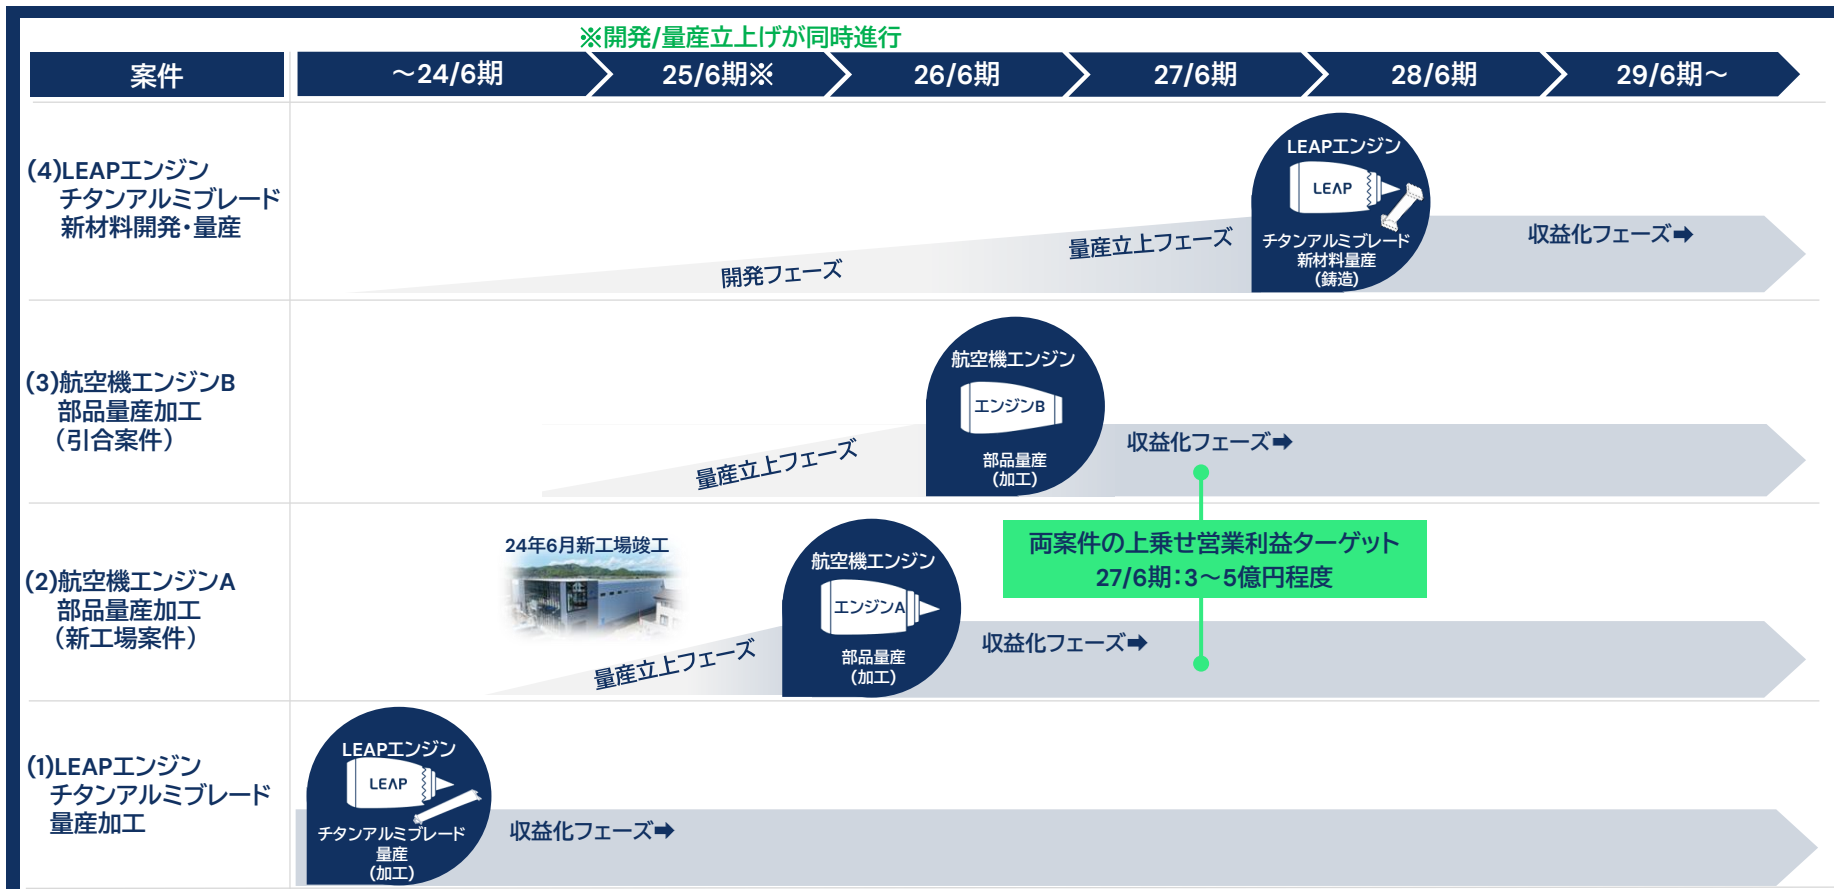 ※開発/量産立上げが同時進行
案件
～24/6期
25/6期※
26/6期
27/6期
28/6期
29/6期～
(4)LEAPエンジン
チタンアルミブレード
新材料開発・量産
開発フェーズ
量産立上フェーズ
LEAPエンジン
LEAP
チタンアルミブレード
新材料量産
(鋳造)
収益化フェーズ➡
(3)航空機エンジンB
部品量産加工
（引合案件）
量産立上フェーズ
航空機エンジン
エンジンB
部品量産
(加工)
収益化フェーズ➡
両案件の上乗せ営業利益ターゲット
27/6期：3～5億円程度
(2)航空機エンジンA
部品量産加工
（新工場案件）
24年6月新工場竣工
量産立上フェーズ
航空機エンジン
エンジンA
部品量産
(加工)
収益化フェーズ➡
(1)LEAPエンジン
チタンアルミブレード
量産加工
LEAPエンジン
LEAP
チタンアルミブレード
量産
(加工)
収益化フェーズ➡